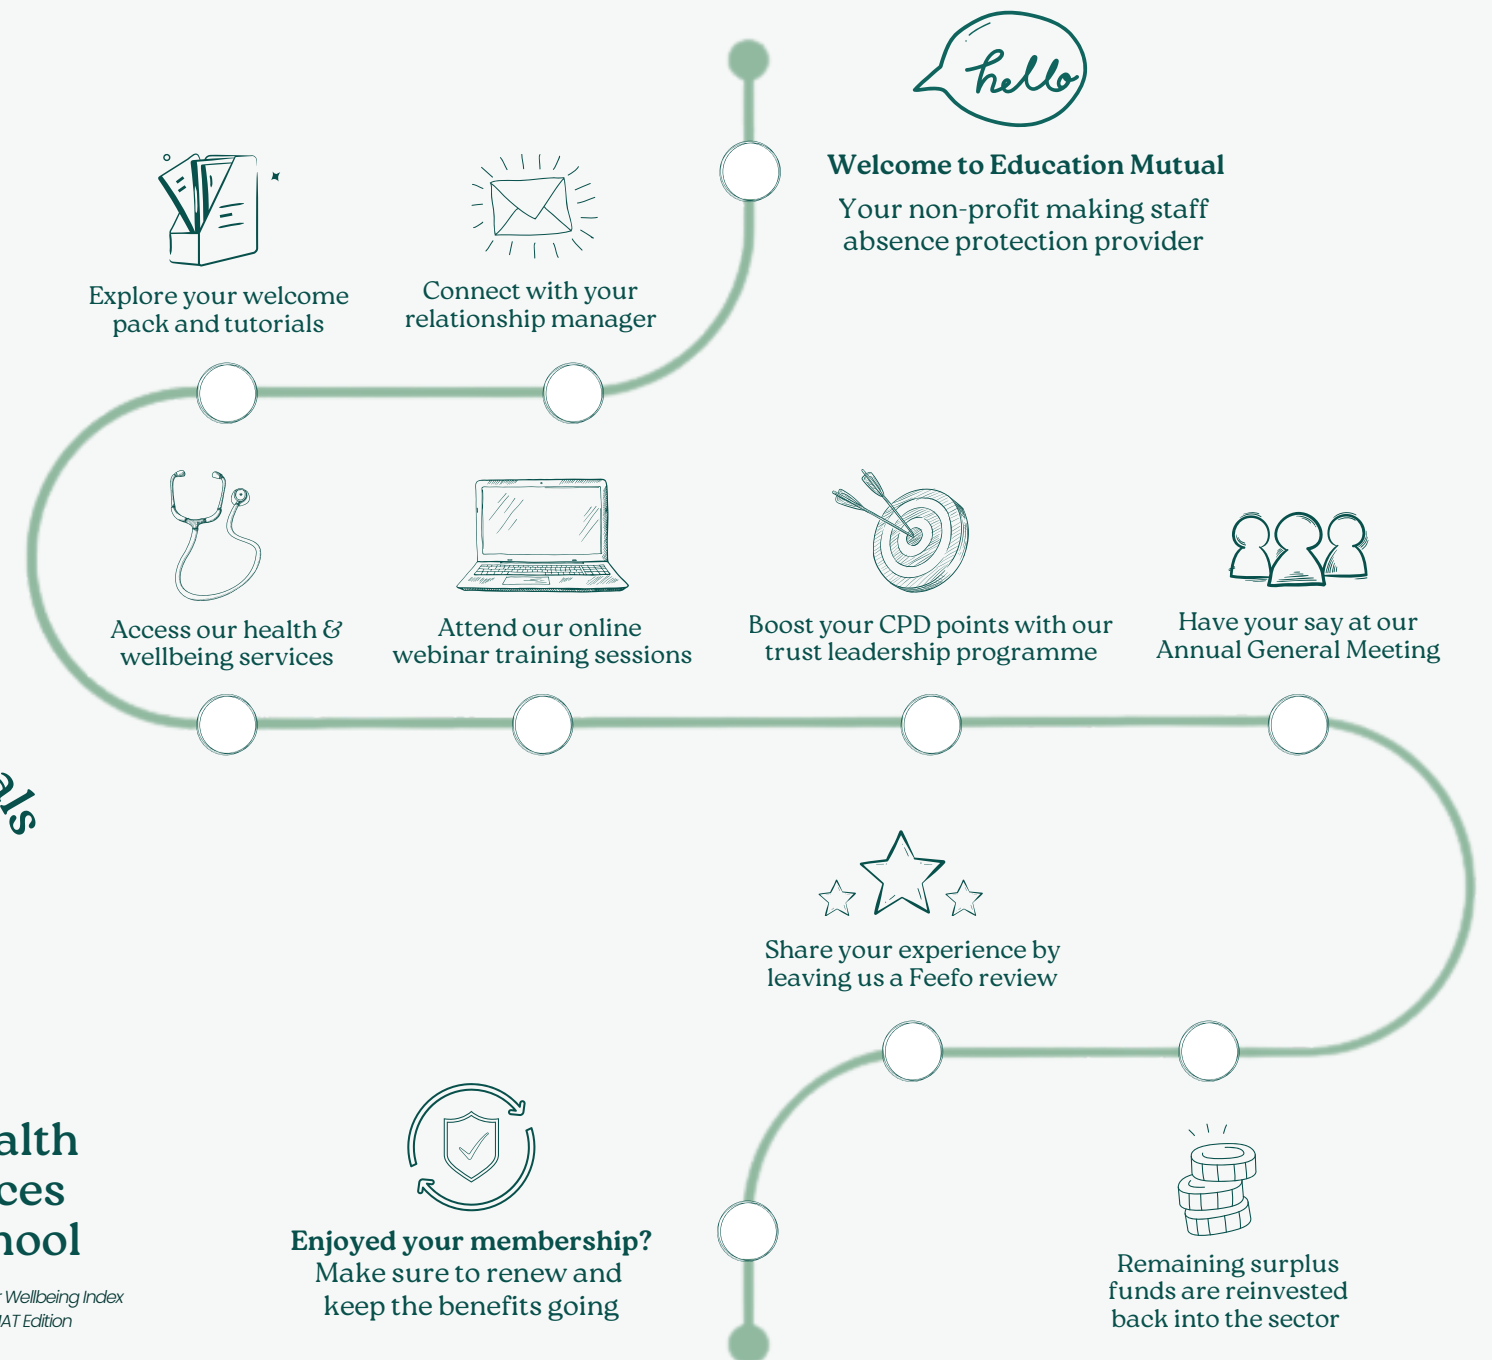 hello
Welcome to Education Mutual
Your non-profit making staff
absence protection provider
Connect with your
relationship manager
Explore your welcome
pack and tutorials
Access our health &
wellbeing services
Attend our online
webinar training sessions
Boost your CPD points with our
trust leadership programme
Have your say at our
Annual General Meeting
Remaining surplus
funds are reinvested
back into the sector
Share your experience by
leaving us a Feefo review
Enjoyed your membership?
Make sure to renew and
keep the benefits going
Wellbeing Index
Edition